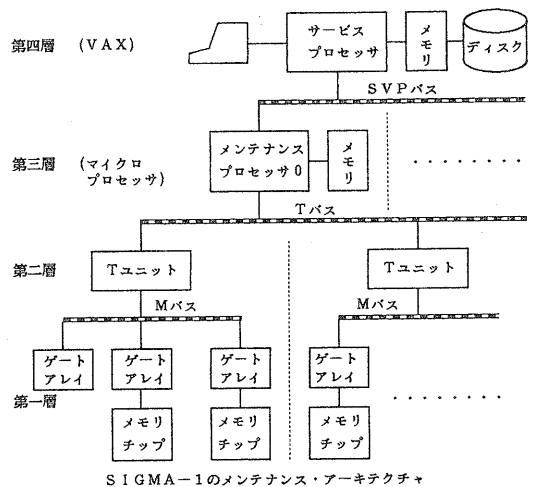 第四層 (VAX)
サービス
プロセッサ
メモリ
ディスク
SVPバス
第三層 (マイクロ
プロセッサ)
メンテナンス
プロセッサ0
メモリ
Tバス
第二層
Tユニット
Tユニット
Mバス
Mバス
ゲート
アレイ
ゲート
アレイ
ゲート
アレイ
ゲート
アレイ
第一層
メモリ
チップ
メモリ
チップ
メモリ
チップ
SIGMA-1のメンテナンス・アーキテクチャ